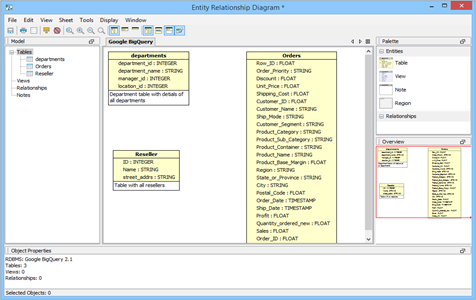 Entity Relationship Diagram *
File Edit View Sheet Tools Display Window
Model
Tables
departments
Orders
Reseller
Views
Relationships
Notes
Google BigQuery
departments
department_id : INTEGER
department_name : STRING
manager_id : INTEGER
location_id : INTEGER
Department table with details of
all departments
Reseller
ID : INTEGER
Name : STRING
street_addrs : STRING
Table with all resellers
Orders
Row_ID : FLOAT
Order_Priority : STRING
Discount : FLOAT
Unit_Price : FLOAT
Shipping_Cost : FLOAT
Customer_ID : FLOAT
Customer_Name : STRING
Ship_Mode : STRING
Customer_Segment : STRING
Product_Category : STRING
Product_Sub_Category : STRING
Product_Container : STRING
Product_Name : STRING
Product_Base_Margin : FLOAT
Region : STRING
State_or_Province : STRING
City : STRING
Postal_Code : FLOAT
Order_Date : TIMESTAMP
Ship_Date : TIMESTAMP
Profit : FLOAT
Quantity_ordered_new : FLOAT
Sales : FLOAT
Order_ID : FLOAT
Palette
Entities
Table
View
Note
Region
Relationships
Overview
Object Properties
RDBMS: Google BigQuery 2.1
Tables: 3
Views: 0
Relationships: 0
Selected Objects: 0